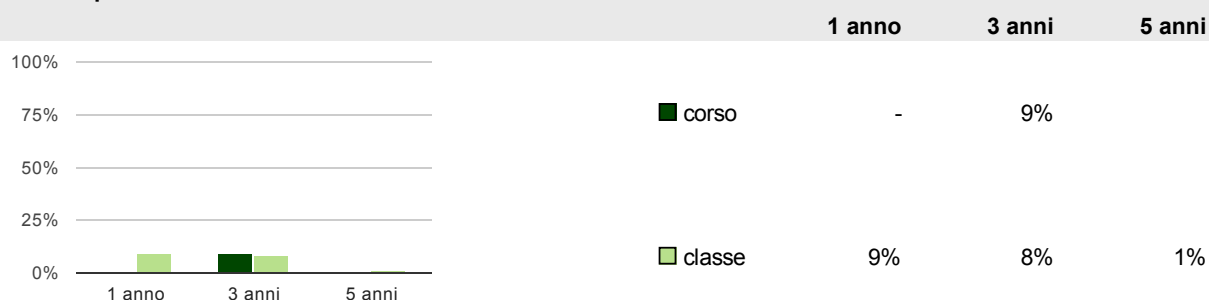 1 anno 3 anni 5 anni
100%
75%
50%
25%
0%
1 anno 3 anni 5 anni
corso - 9%
classe 9% 8% 1%